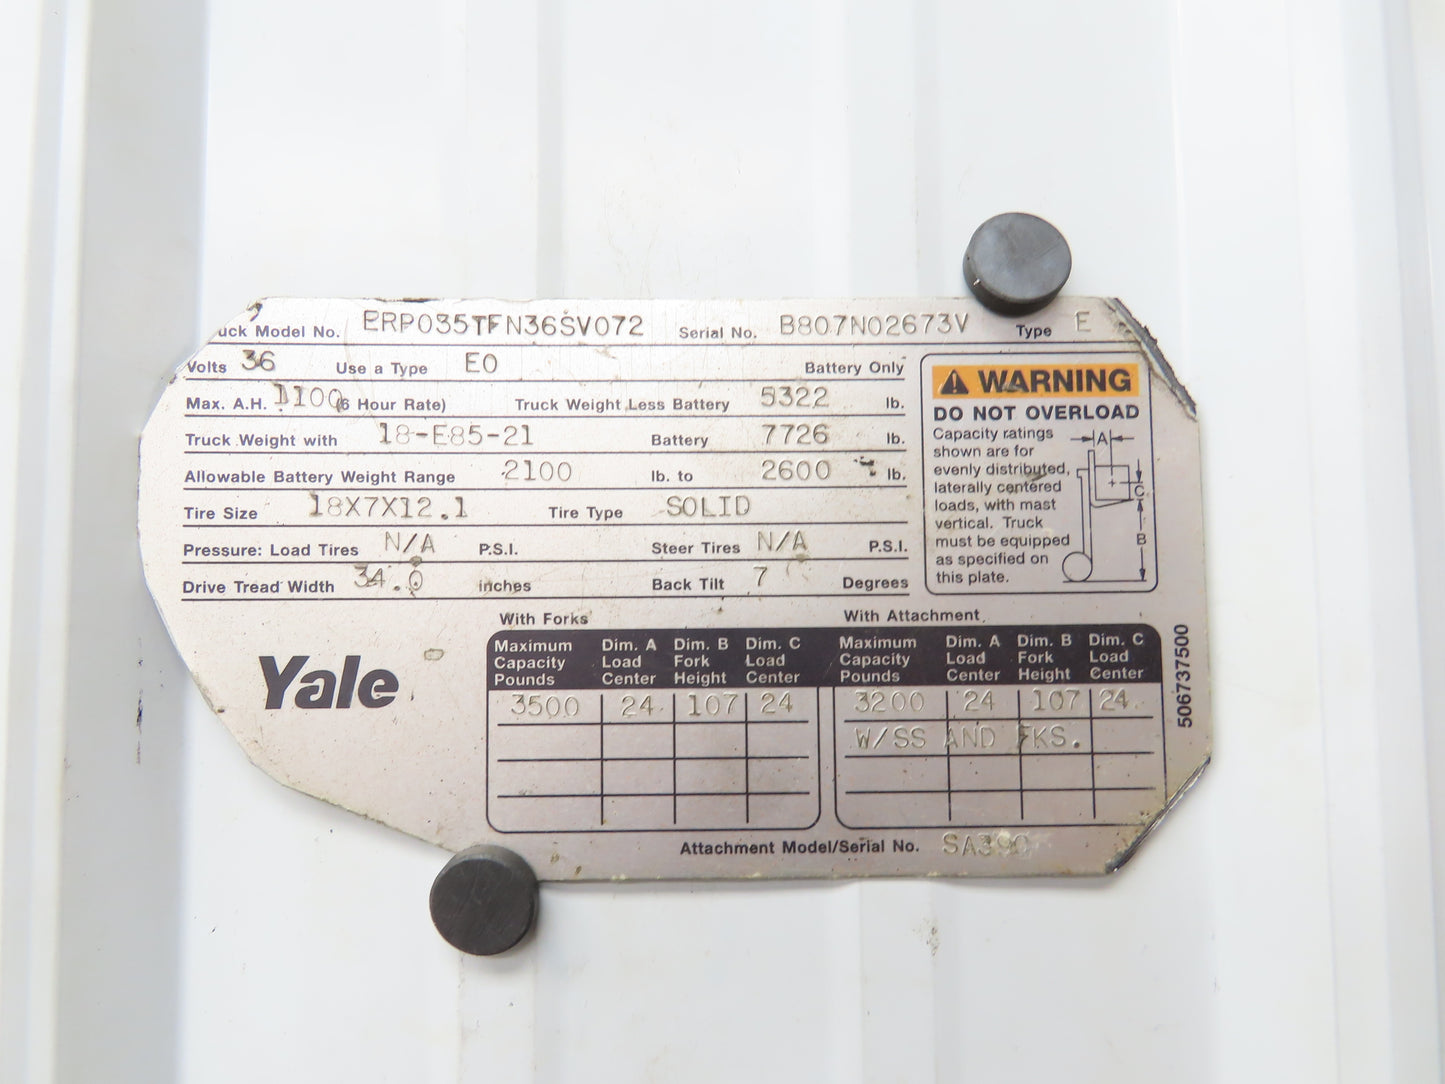 uck Model No. ERP035TFN36SV072 Serial No. B807N02673V Type E
Volts 36 Use a Type EO Battery Only
Max. A.H. 1100 (6 Hour Rate) Truck Weight Less Battery 5322 lb.
Truck Weight with 18-E85-21 Battery 7726 lb.
Allowable Battery Weight Range 2100 lb. to 2600 lb.
Tire Size 18X7X12.1 Tire Type SOLID
Pressure: Load Tires N/A P.S.I. Steer Tires N/A P.S.I.
Drive Tread Width 34.0 inches Back Tilt 7 Degrees
WARNING
DO NOT OVERLOAD
Capacity ratings
shown are for
evenly distributed,
laterally centered
loads, with mast
vertical. Truck
must be equipped
as specified on
this plate.
A
C
B
Yale
With Forks
Maximum Dim. A Dim. B Dim. C
Capacity Load Fork Load
Pounds Center Height Center
3500 24 107 24
With Attachment
Maximum Dim. A Dim. B Dim. C
Capacity Load Fork Load
Pounds Center Height Center
3200 24 107 24
W/SS AND FKS.
Attachment Model/Serial No. SA390
506737500